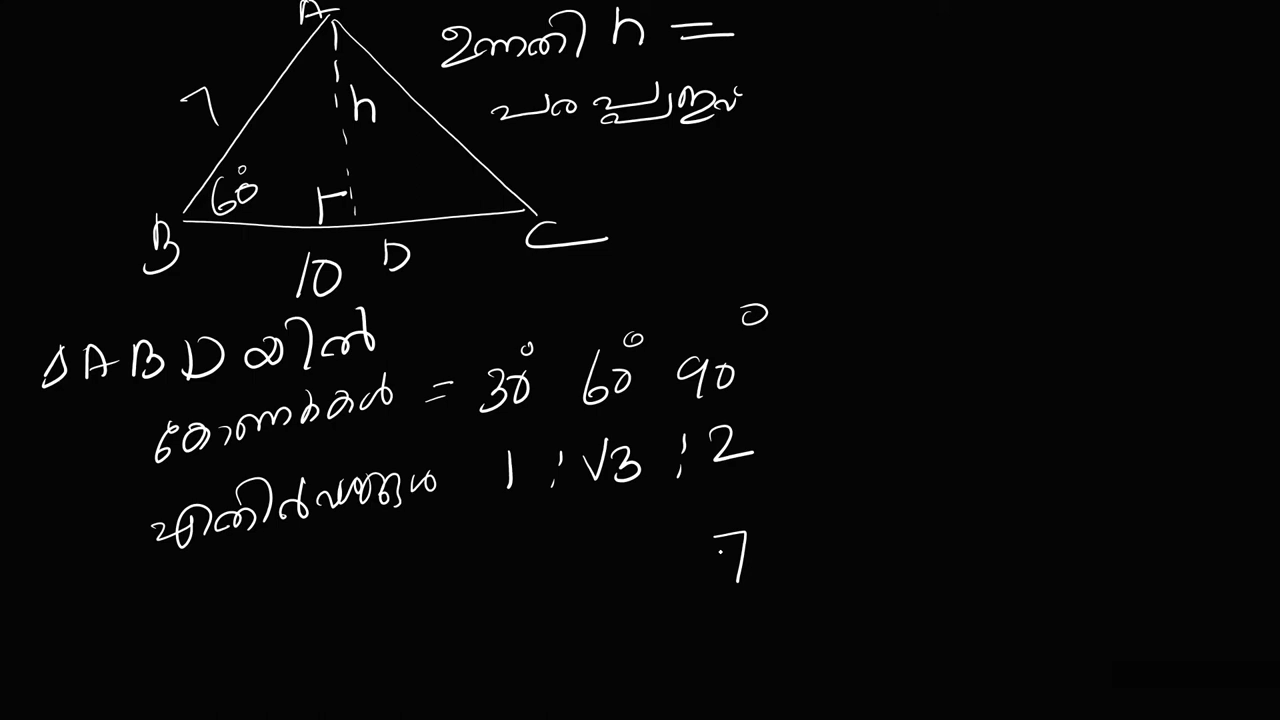 A
ഉന്നതി h =
7
h
പരപ്പളവ്
60°
B
C
10 D
Δ ABD യിൽ
കോണുകൾ = 30° 60° 90°
എതിർവശങ്ങൾ 1 : √3 : 2
7